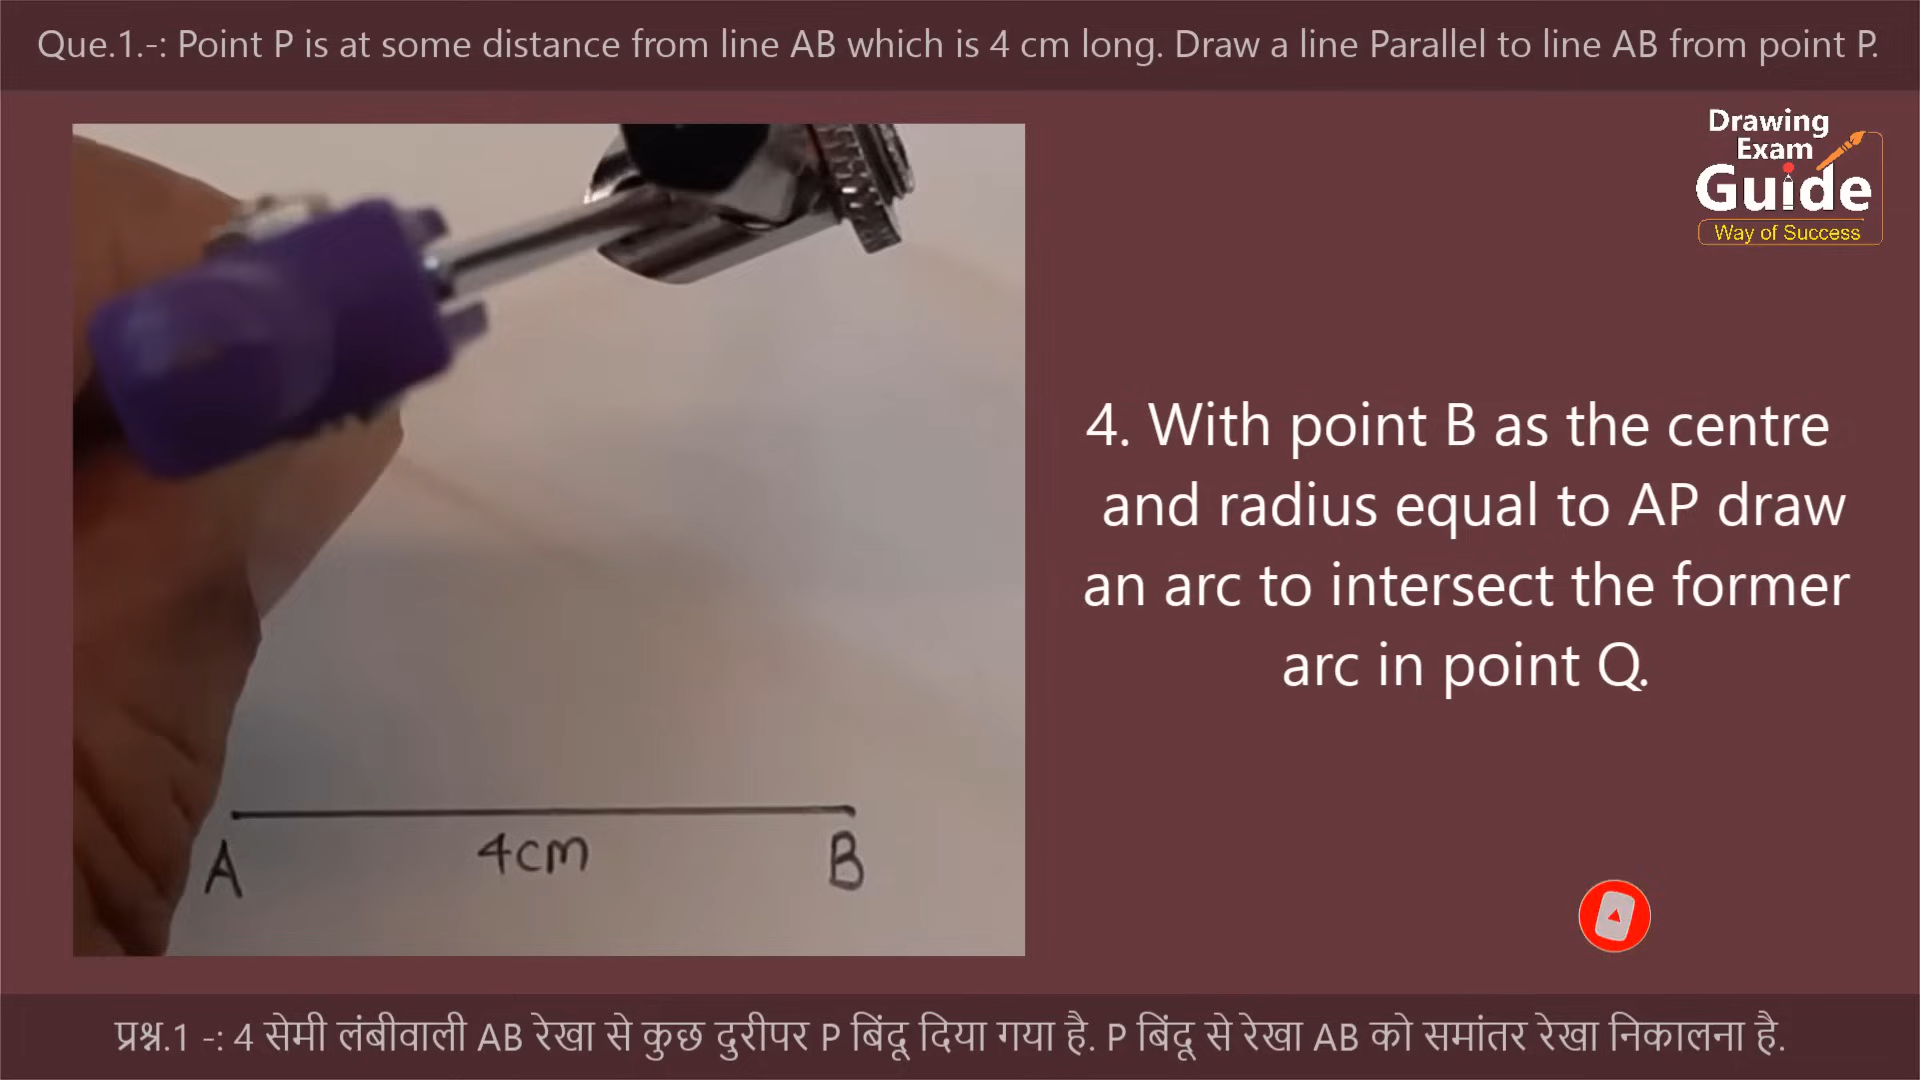 Que.1.-: Point P is at some distance from line AB which is 4 cm long. Draw a line Parallel to line AB from point P.
Drawing
Exam
Guide
Way of Success
4. With point B as the centre
and radius equal to AP draw
an arc to intersect the former
arc in point Q.
A
4cm
B
प्रश्न.1 -: 4 सेमी लंबीवाली AB रेखा से कुछ दुरीपर P बिंदू दिया गया है. P बिंदू से रेखा AB को समांतर रेखा निकालना है.